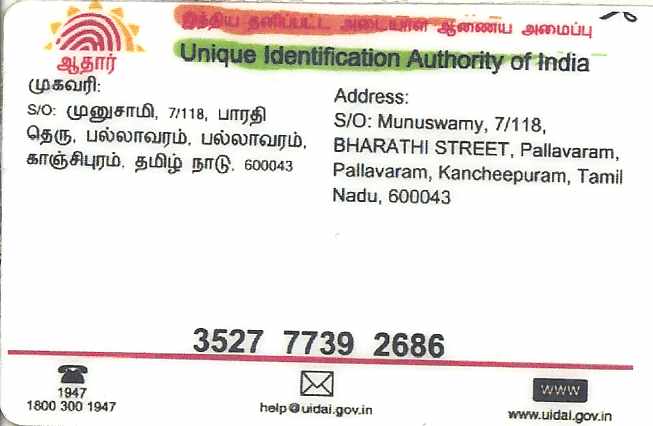 இந்திய தனிப்பட்ட அடையாள ஆணைய அமைப்பு
Unique Identification Authority of India
ஆதார்
முகவரி:
S/O: முனுசாமி, 7/118, பாரதி
தெரு, பல்லாவரம், பல்லாவரம்,
காஞ்சிபுரம், தமிழ் நாடு, 600043
Address:
S/O: Munuswamy, 7/118,
BHARATHI STREET, Pallavaram,
Pallavaram, Kancheepuram, Tamil
Nadu, 600043
3527 7739 2686
1947
1800 300 1947
help@uidai.gov.in
WWW
www.uidai.gov.in